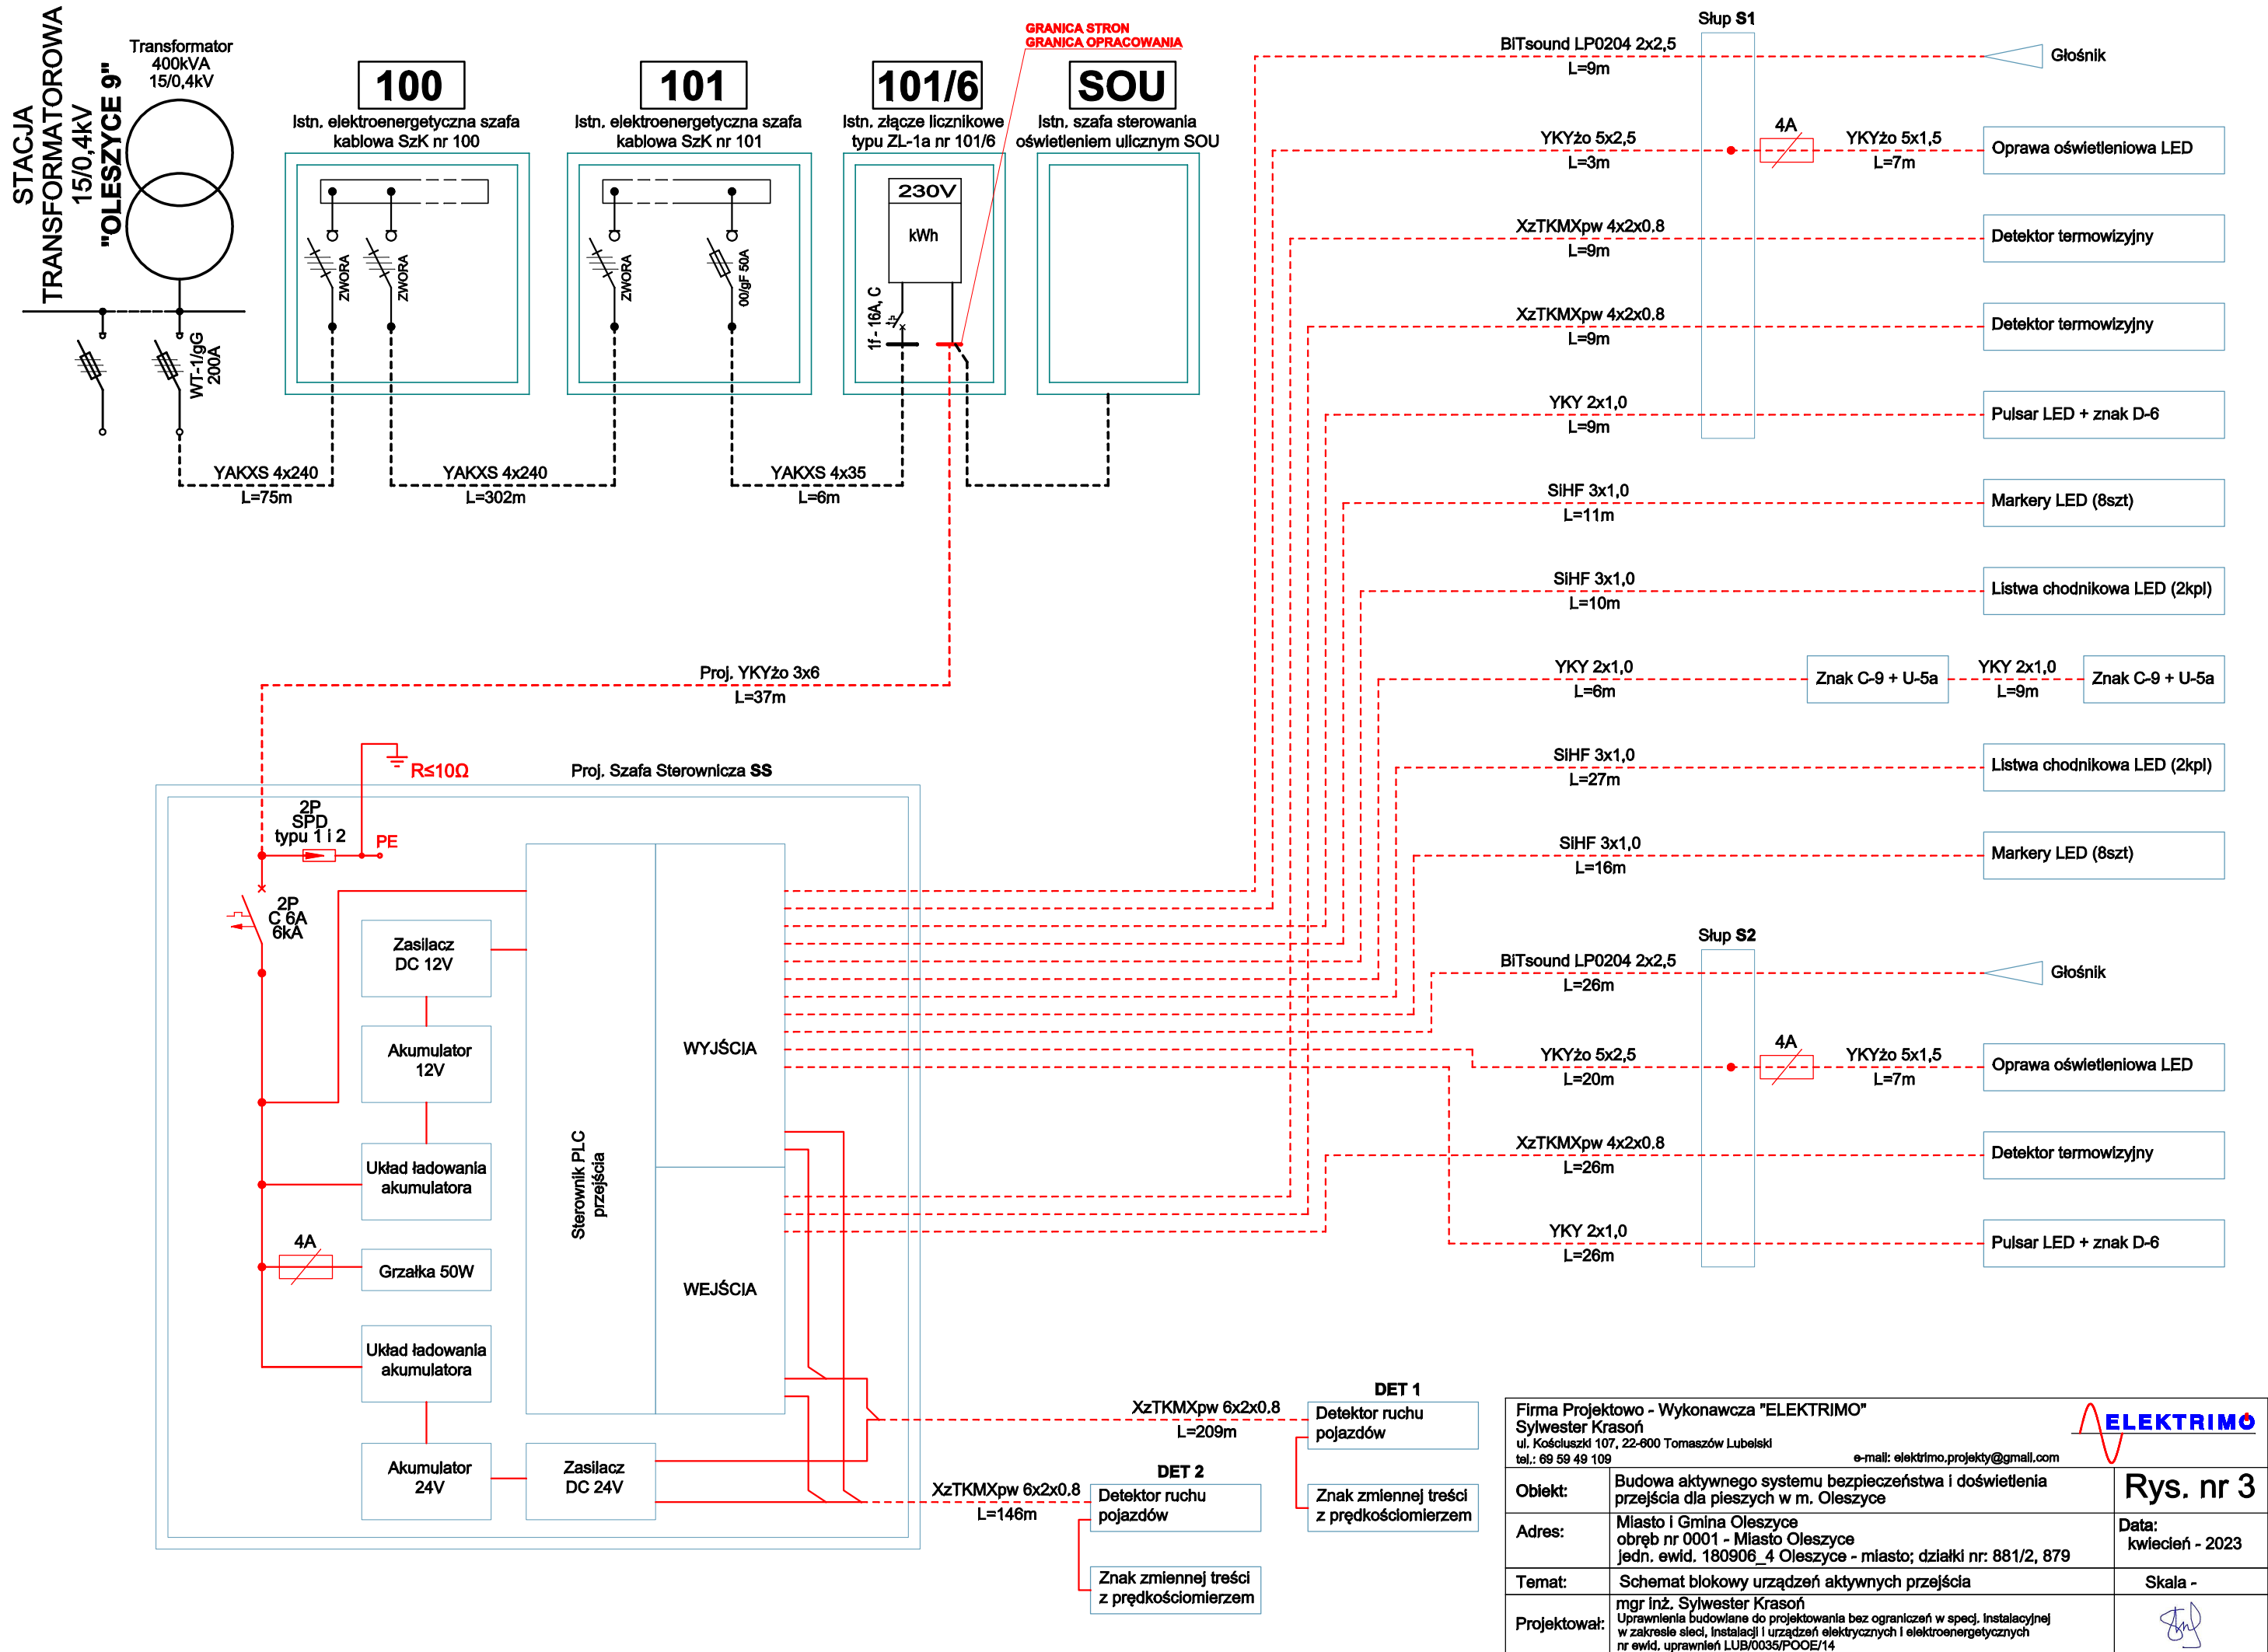 STACJA
TRANSFORMATOROWA
15/0,4kV
"OLESZYCE 9"
Transformator
400kVA
15/0,4kV
WT-1/gG
200A
100
Istn. elektroenergetyczna szafa
kablowa SzK nr 100
ZWORA
ZWORA
101
Istn. elektroenergetyczna szafa
kablowa SzK nr 101
ZWORA
00/gF 50A
101/6
Istn. złącze licznikowe
typu ZL-1a nr 101/6
230V
kWh
1f - 16A, C
SOU
Istn. szafa sterowania
oświetleniem ulicznym SOU
GRANICA STRON
GRANICA OPRACOWANIA
YAKXS 4x240
L=75m
YAKXS 4x240
L=302m
YAKXS 4x35
L=6m
Proj. YKYżo 3x6
L=37m
Słup S1
BiTsound LP0204 2x2,5
L=9m
Głośnik
YKYżo 5x2,5
L=3m
4A
YKYżo 5x1,5
L=7m
Oprawa oświetleniowa LED
XzTKMXpw 4x2x0.8
L=9m
Detektor termowizyjny
XzTKMXpw 4x2x0.8
L=9m
Detektor termowizyjny
YKY 2x1,0
L=9m
Pulsar LED + znak D-6
SiHF 3x1,0
L=11m
Markery LED (8szt)
SiHF 3x1,0
L=10m
Listwa chodnikowa LED (2kpl)
YKY 2x1,0
L=6m
Znak C-9 + U-5a
YKY 2x1,0
L=9m
Znak C-9 + U-5a
SiHF 3x1,0
L=27m
Listwa chodnikowa LED (2kpl)
SiHF 3x1,0
L=16m
Markery LED (8szt)
Słup S2
BiTsound LP0204 2x2,5
L=26m
Głośnik
YKYżo 5x2,5
L=20m
4A
YKYżo 5x1,5
L=7m
Oprawa oświetleniowa LED
XzTKMXpw 4x2x0.8
L=26m
Detektor termowizyjny
YKY 2x1,0
L=26m
Pulsar LED + znak D-6
R≤10Ω
Proj. Szafa Sterownicza SS
2P
SPD
typu 1 i 2
PE
2P
C 6A
6kA
Zasilacz
DC 12V
Akumulator
12V
Układ ładowania
akumulatora
4A
Grzałka 50W
Układ ładowania
akumulatora
Akumulator
24V
Zasilacz
DC 24V
Sterownik PLC
przejścia
WYJŚCIA
WEJŚCIA
DET 1
XzTKMXpw 6x2x0.8
L=209m
Detektor ruchu
pojazdów
Znak zmiennej treści
z prędkościomierzem
DET 2
XzTKMXpw 6x2x0.8
L=146m
Detektor ruchu
pojazdów
Znak zmiennej treści
z prędkościomierzem
Firma Projektowo - Wykonawcza "ELEKTRIMO"
Sylwester Krasoń
ul. Kościuszki 107, 22-600 Tomaszów Lubelski
tel.: 69 59 49 109
e-mail: elektrimo.projekty@gmail.com
ELEKTRIMO
Obiekt:
Budowa aktywnego systemu bezpieczeństwa i doświetlenia
przejścia dla pieszych w m. Oleszyce
Rys. nr 3
Adres:
Miasto i Gmina Oleszyce
obręb nr 0001 - Miasto Oleszyce
jedn. ewid. 180906_4 Oleszyce - miasto; działki nr: 881/2, 879
Data:
kwiecień - 2023
Temat:
Schemat blokowy urządzeń aktywnych przejścia
Skala -
Projektował:
mgr inż. Sylwester Krasoń
Uprawnienia budowlane do projektowania bez ograniczeń w specj. instalacyjnej
w zakresie sieci, instalacji i urządzeń elektrycznych i elektroenergetycznych
nr ewid. uprawnień LUB/0035/POOE/14